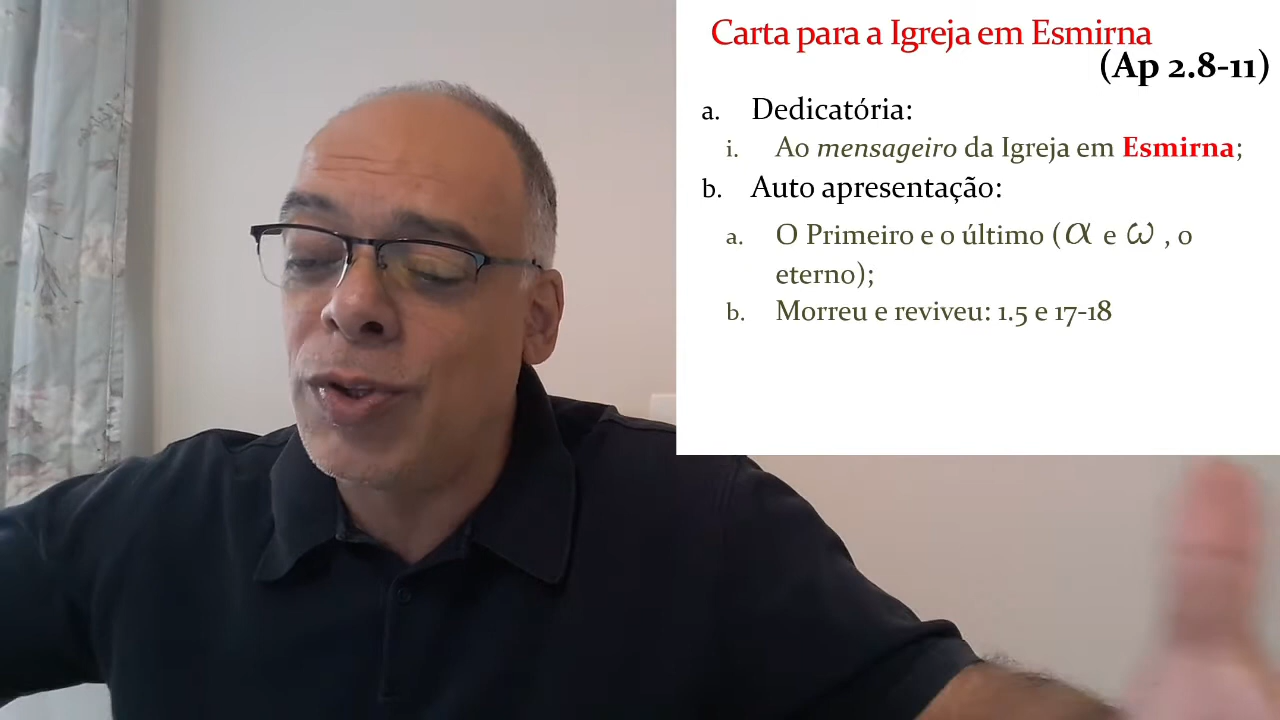 Carta para a Igreja em Esmirna
(Ap 2.8-11)
a. Dedicatória:
i. Ao mensageiro da Igreja em Esmirna;
b. Auto apresentação:
a. O Primeiro e o último (α e ω , o
eterno);
b. Morreu e reviveu: 1.5 e 17-18